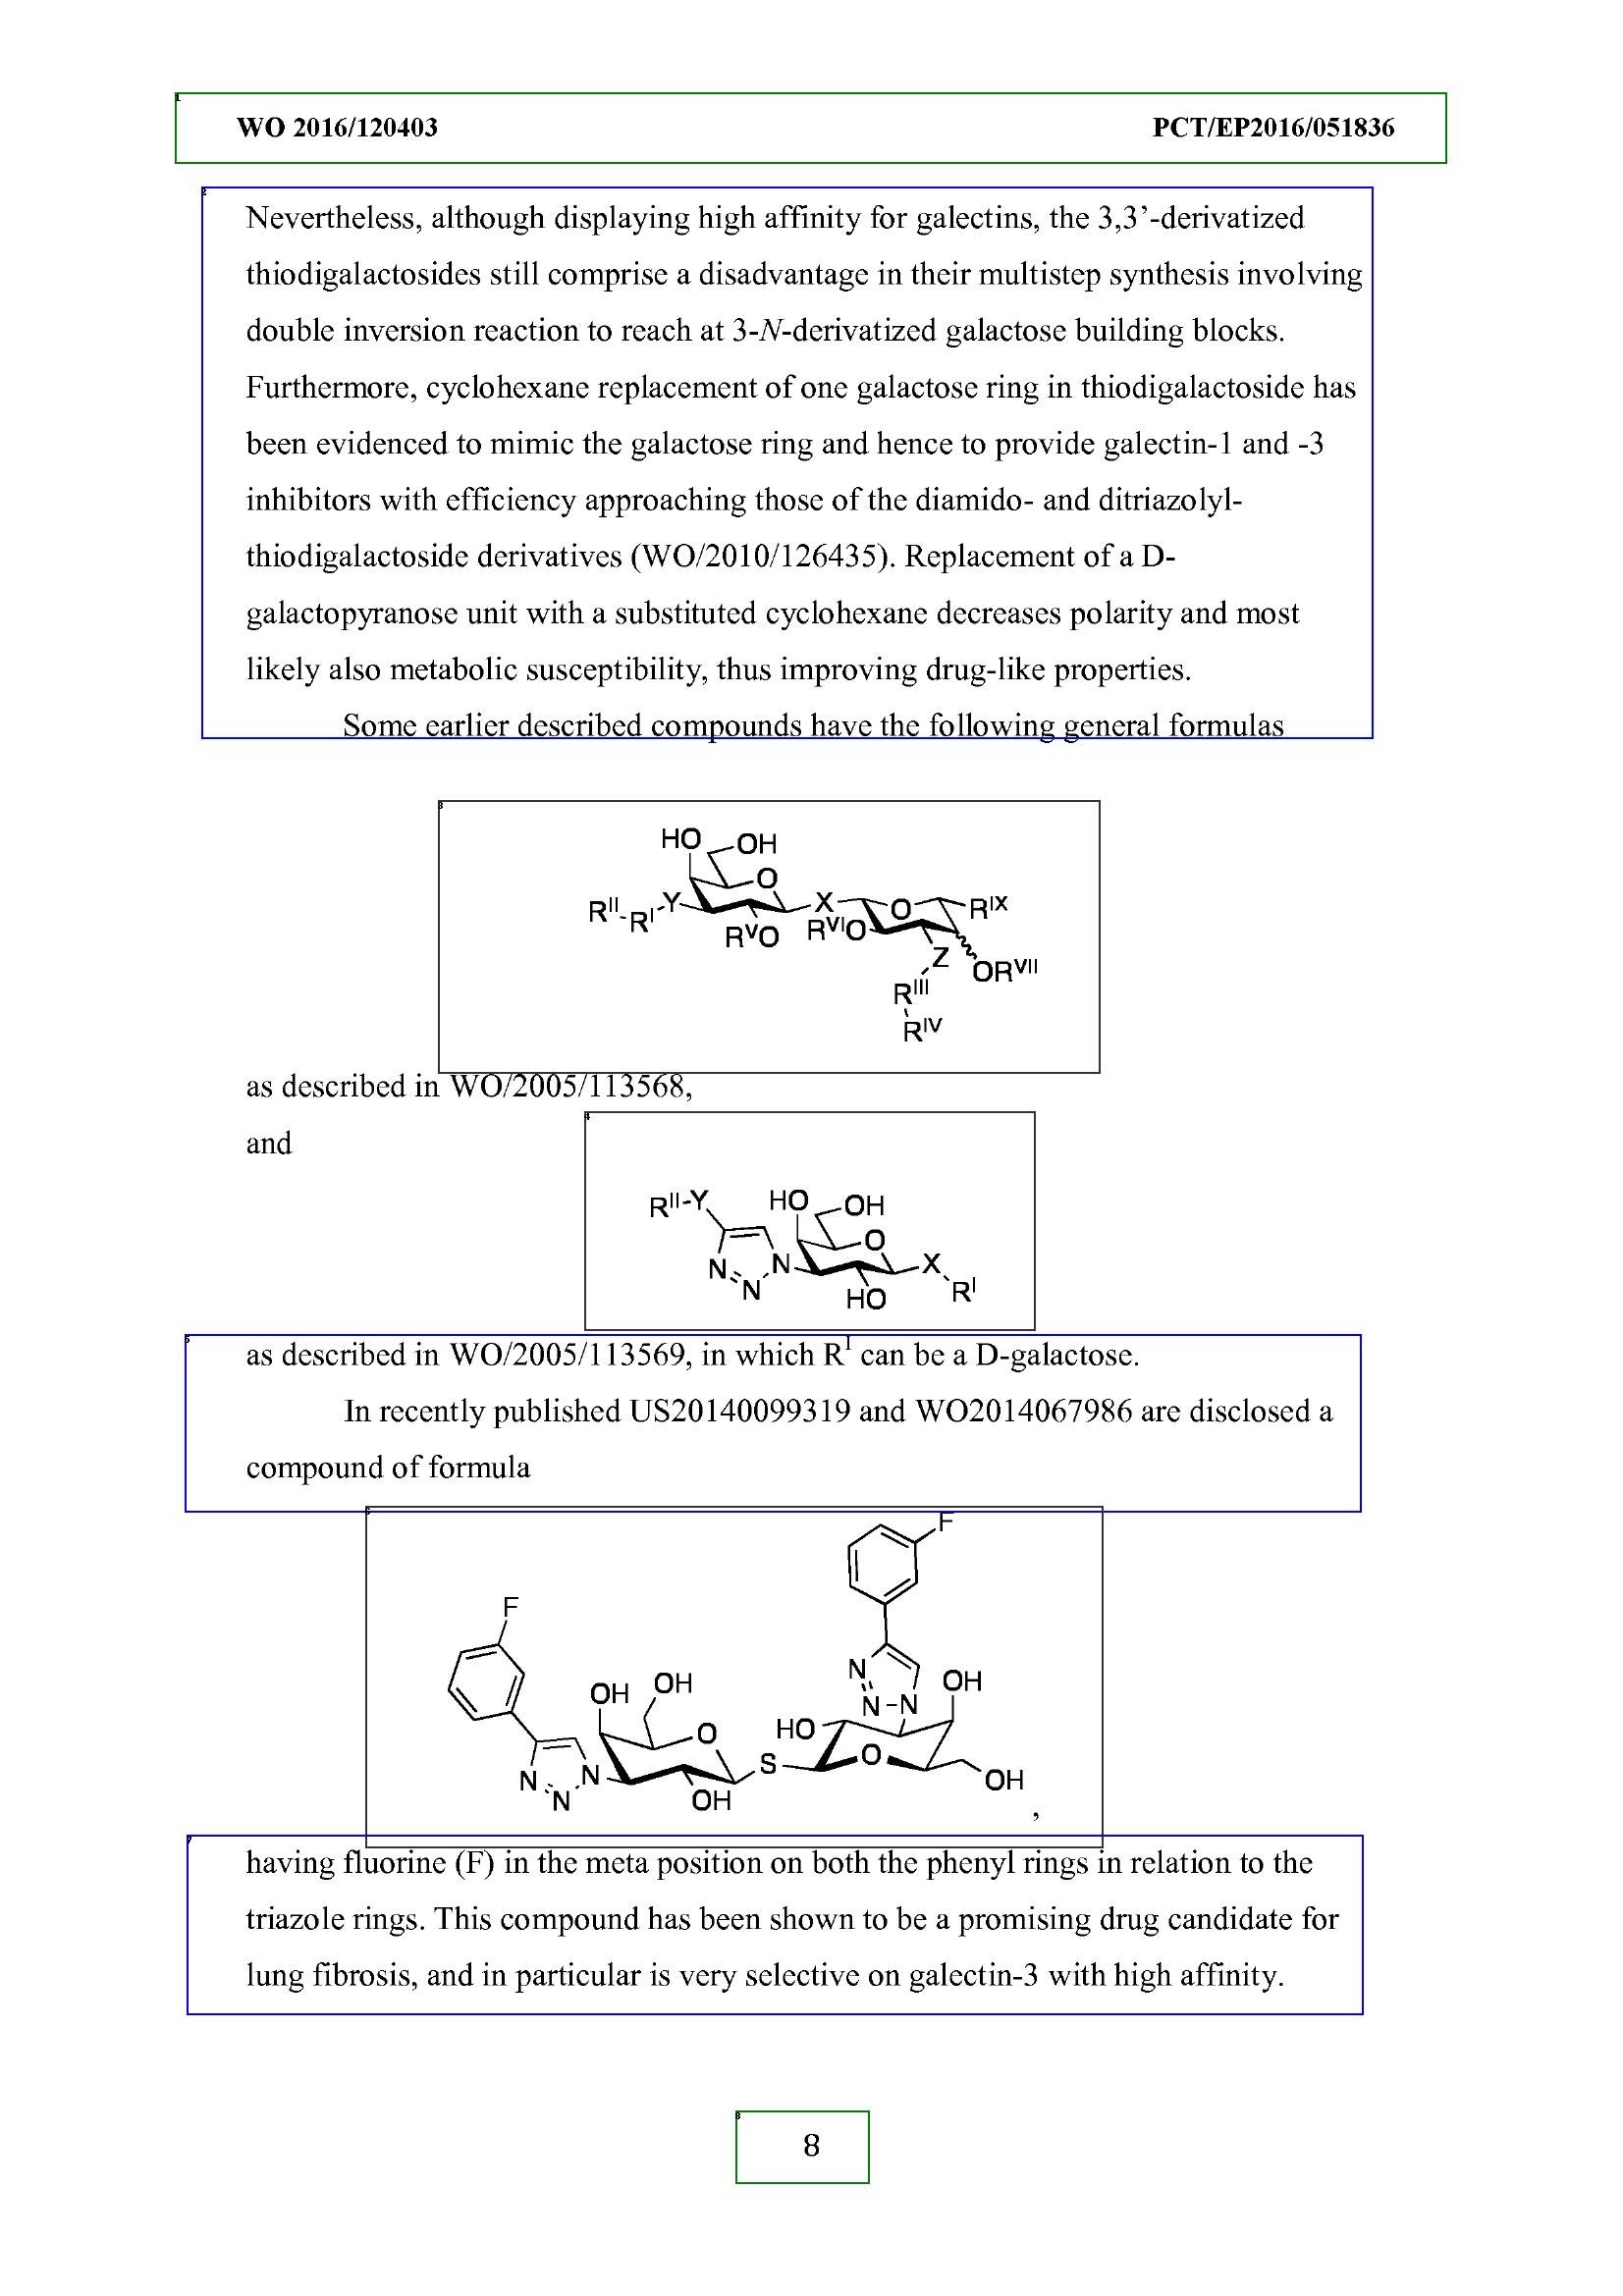 WO 2016/120403 PCT/EP2016/051836
Nevertheless, although displaying high affinity for galectins, the 3,3’-derivatized
thiodigalactosides still comprise a disadvantage in their multistep synthesis involving
double inversion reaction to reach at 3-N-derivatized galactose building blocks.
Furthermore, cyclohexane replacement of one galactose ring in thiodigalactoside has
been evidenced to mimic the galactose ring and hence to provide galectin-1 and -3
inhibitors with efficiency approaching those of the diamido- and ditriazolyl-
thiodigalactoside derivatives (WO/2010/126435). Replacement of a D-
galactopyranose unit with a substituted cyclohexane decreases polarity and most
likely also metabolic susceptibility, thus improving drug-like properties.
Some earlier described compounds have the following general formulas
HO OH
O
R^II R^I Y X O R^IX
R^VO R^VIO
Z OR^VII
R^III
R^IV
as described in WO/2005/113568,
and
R^II-Y HO OH
O
N N N X
HO R^I
as described in WO/2005/113569, in which R^I can be a D-galactose.
In recently published US20140099319 and WO2014067986 are disclosed a
compound of formula
F
F
N
OH OH N-N OH
O HO
N N N S O
OH OH
,
having fluorine (F) in the meta position on both the phenyl rings in relation to the
triazole rings. This compound has been shown to be a promising drug candidate for
lung fibrosis, and in particular is very selective on galectin-3 with high affinity.
8